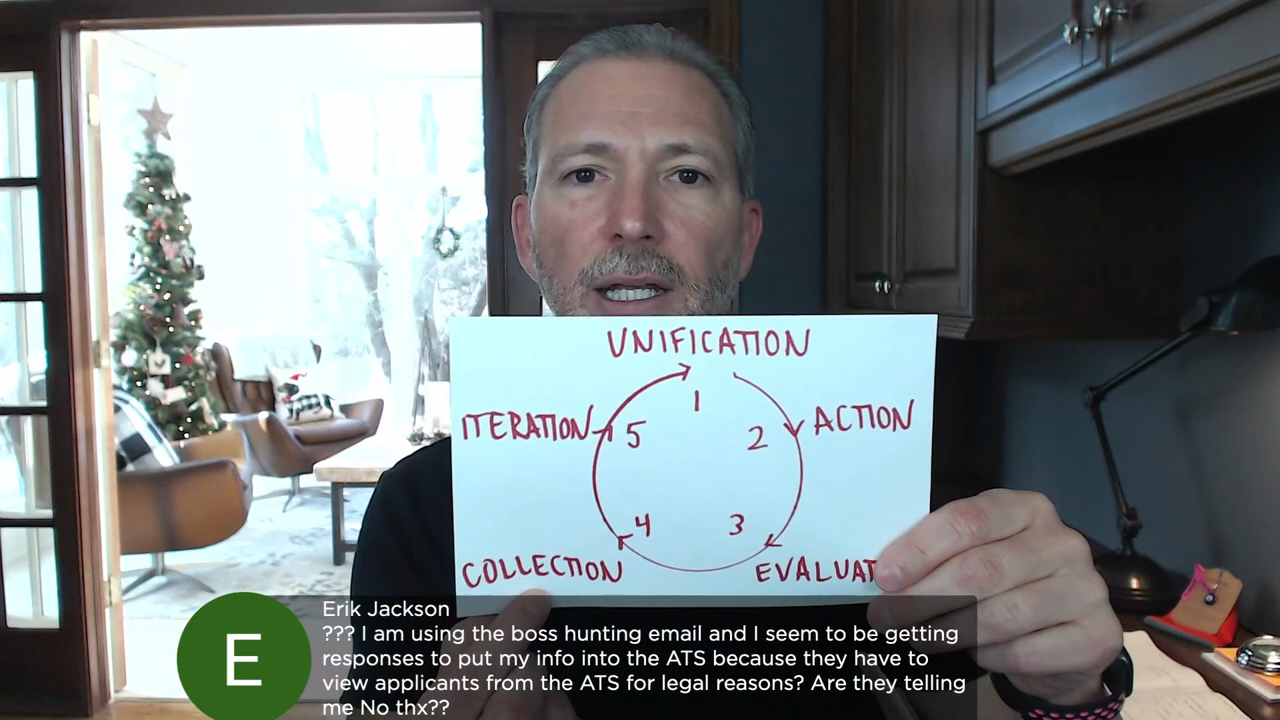 UNIFICATION
1
ACTION
2
ITERATION
5
4
3
COLLECTION
EVALUAT
E
Erik Jackson
??? I am using the boss hunting email and I seem to be getting
responses to put my info into the ATS because they have to
view applicants from the ATS for legal reasons? Are they telling
me No thx??